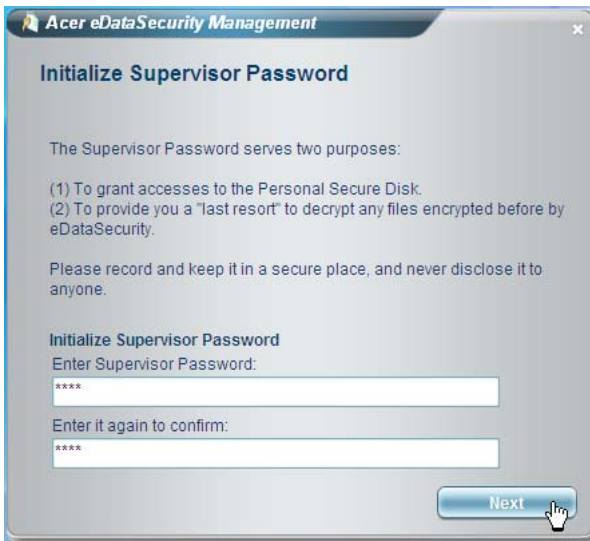 Acer eDataSecurity Management
x
Initialize Supervisor Password
The Supervisor Password serves two purposes:
(1) To grant accesses to the Personal Secure Disk.
(2) To provide you a "last resort" to decrypt any files encrypted before by
eDataSecurity.
Please record and keep it in a secure place, and never disclose it to
anyone.
Initialize Supervisor Password
Enter Supervisor Password:
****
Enter it again to confirm:
****
Next